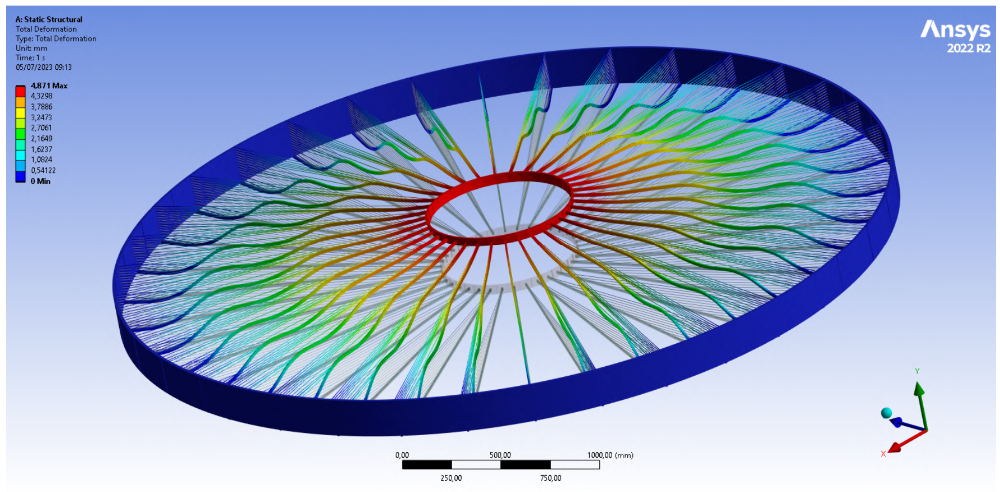 A: Static Structural
Total Deformation
Type: Total Deformation
Unit: mm
Time: 1 s
05/07/2023 09:13
4,871 Max
4,3298
3,7886
3,2473
2,7061
2,1649
1,6237
1,0824
0,54122
0 Min
Ansys
2022 R2
0,00
500,00
1000,00 (mm)
250,00
750,00
Y
X